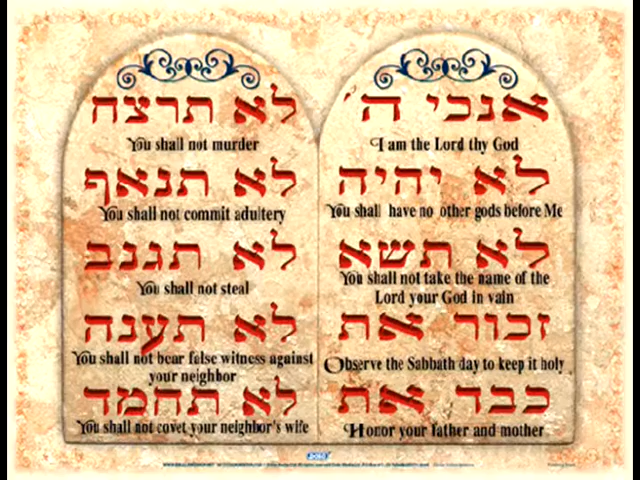 אנכי ה'
I am the Lord thy God
לא יהיה
You shall have no other gods before Me
לא תשא
You shall not take the name of the
Lord your God in vain
זכור את
Observe the Sabbath day to keep it holy
כבד את
Honor your father and mother
לא תרצח
You shall not murder
לא תנאף
You shall not commit adultery
לא תגנב
You shall not steal
לא תענה
You shall not bear false witness against
your neighbor
לא תחמד
You shall not covet your neighbor's wife